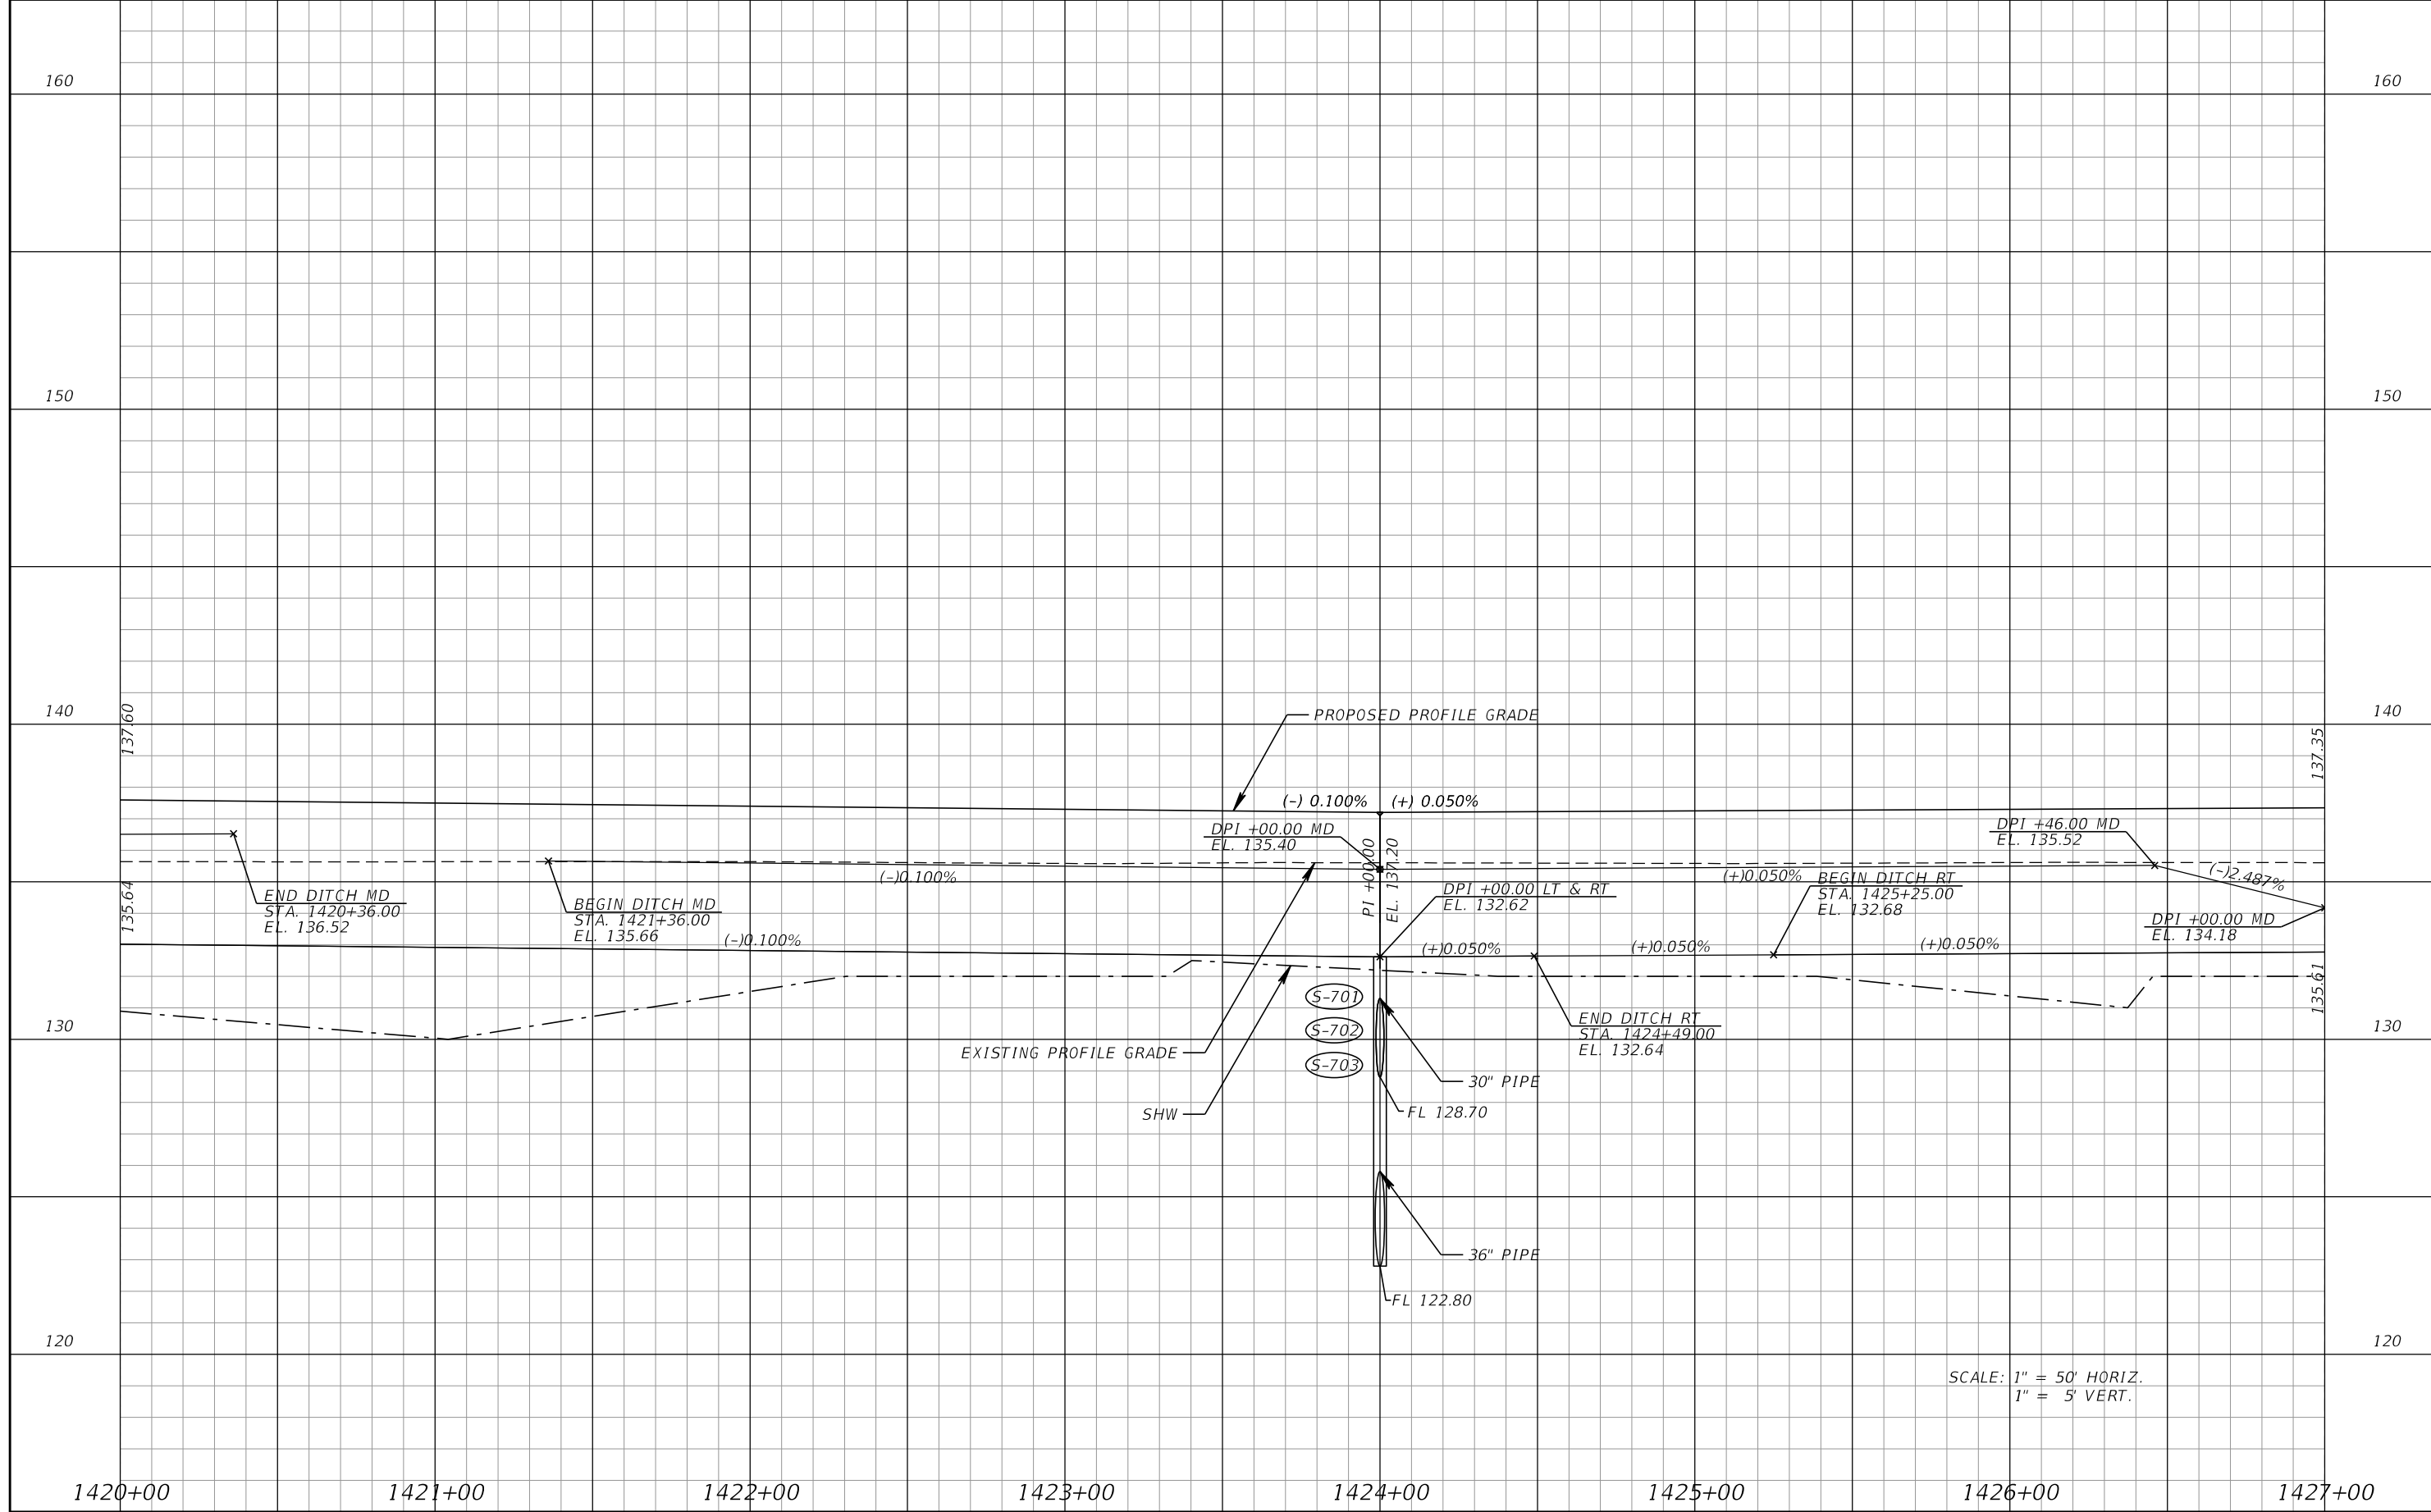 160
160
150
150
140
140
137.60
137.35
PROPOSED PROFILE GRADE
(-) 0.100%
(+) 0.050%
DPI +00.00 MD
EL. 135.40
DPI +46.00 MD
EL. 135.52
PI +00.00
EL. 137.20
(-)0.100%
(+)0.050%
(-)2.487%
135.64
END DITCH MD
STA. 1420+36.00
EL. 136.52
BEGIN DITCH MD
STA. 1421+36.00
EL. 135.66
DPI +00.00 LT & RT
EL. 132.62
BEGIN DITCH RT
STA. 1425+25.00
EL. 132.68
DPI +00.00 MD
EL. 134.18
(-)0.100%
(+)0.050%
(+)0.050%
(+)0.050%
135.61
S-701
S-702
S-703
130
130
END DITCH RT
STA. 1424+49.00
EL. 132.64
EXISTING PROFILE GRADE
30" PIPE
SHW
FL 128.70
36" PIPE
FL 122.80
120
120
SCALE: 1" = 50' HORIZ.
1" = 5' VERT.
1420+00
1421+00
1422+00
1423+00
1424+00
1425+00
1426+00
1427+00